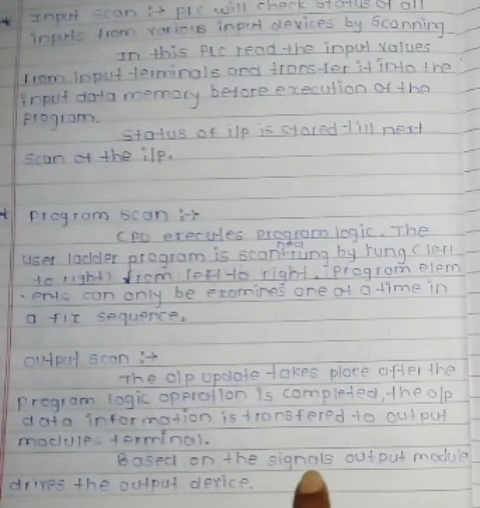 Input scan :→ PLC will check status of all
inputs from various input devices by scanning
In this PLC read the input values
from input terminals and transfer it into the
input data memory before execution of the
Program.
Status of i/p is stored till next
scan of the i/p.
Program scan :→
CPU executes program logic. The
user ladder program is scanned rung by rung (left
to right) from left to right. Program elem
-ents can only be examines one at a time in
a fix sequence.
output scan :→
The o/p update takes place after the
program logic operation is completed, the o/p
data information is transfered to output
module terminal.
Based on the signals output module
drives the output device.